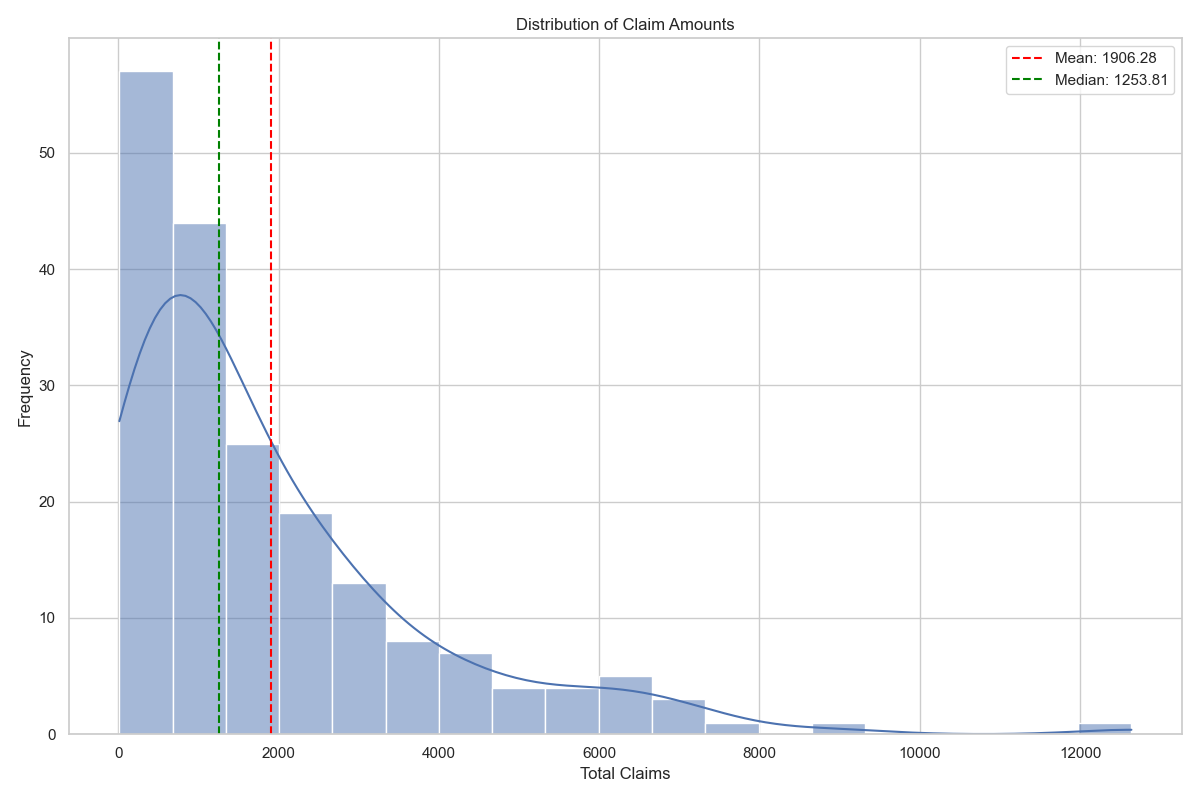 Distribution of Claim Amounts
Mean: 1906.28
Median: 1253.81
Frequency
50
40
30
20
10
0
0 2000 4000 6000 8000 10000 12000
Total Claims